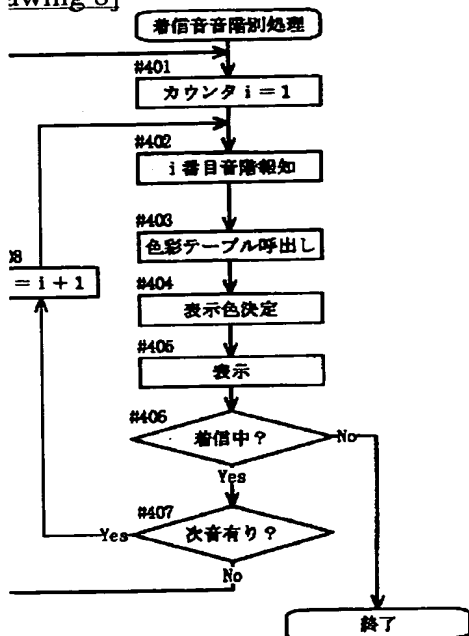 着信音音階別処理
#401
カウンタ i = 1
#402
i 番目音階報知
#403
色彩テーブル呼出し
= i + 1
#404
表示色決定
#405
表示
#406
着信中?
No
Yes
#407
Yes
次音有り?
No
終了